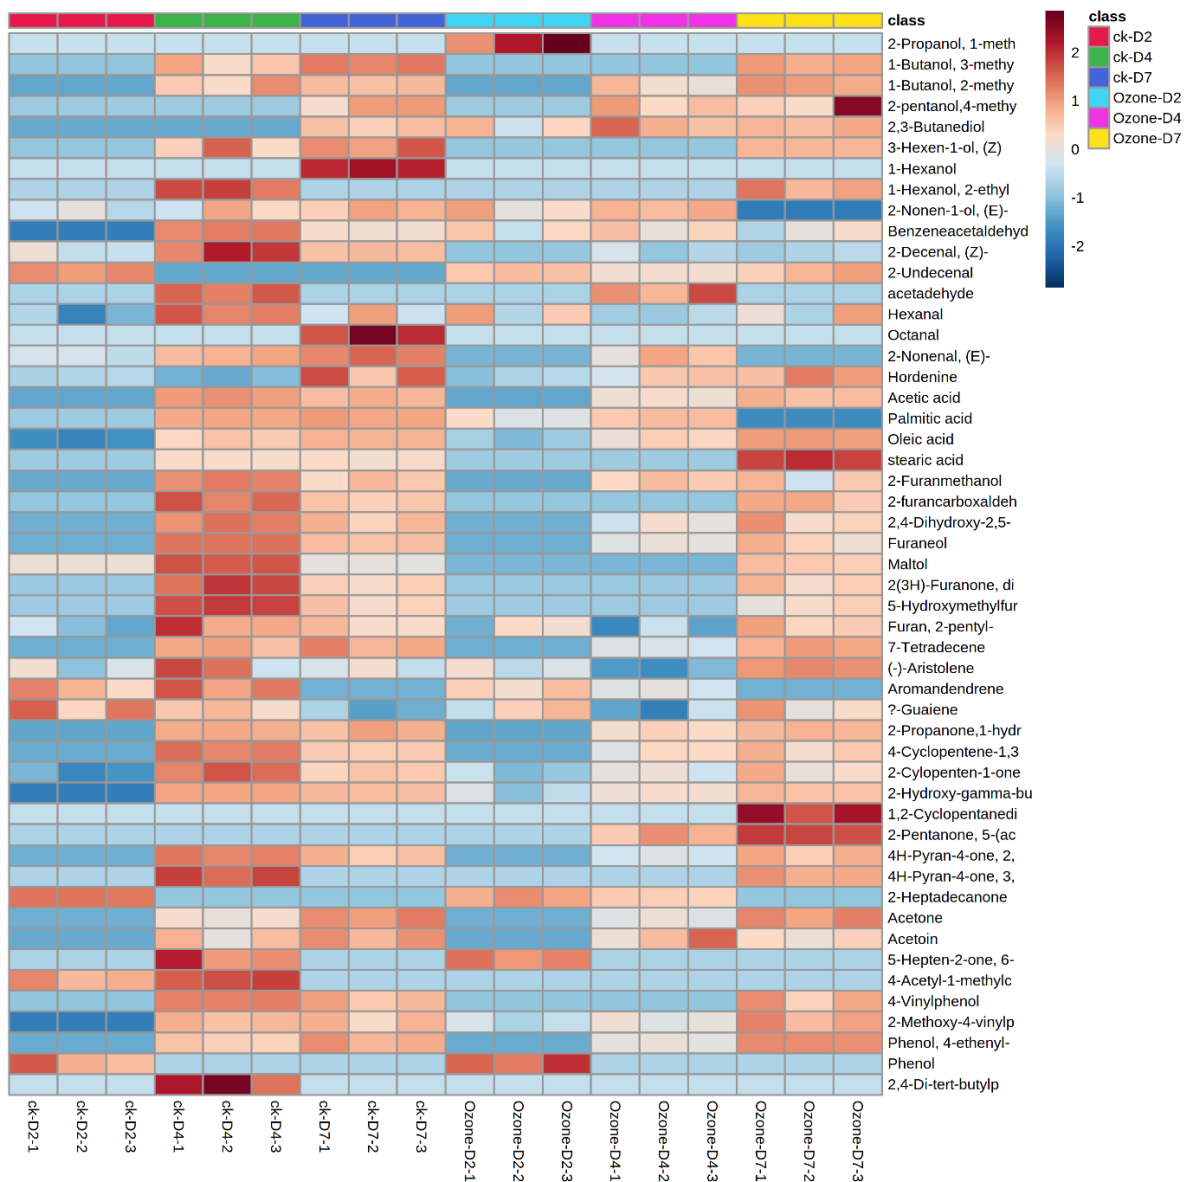 class
2-Propanol, 1-meth
1-Butanol, 3-methy
1-Butanol, 2-methy
2-pentanol,4-methy
2,3-Butanediol
3-Hexen-1-ol, (Z)
1-Hexanol
1-Hexanol, 2-ethyl
2-Nonen-1-ol, (E)-
Benzeneacetaldehyd
2-Decenal, (Z)-
2-Undecenal
acetadehyde
Hexanal
Octanal
2-Nonenal, (E)-
Hordenine
Acetic acid
Palmitic acid
Oleic acid
stearic acid
2-Furanmethanol
2-furancarboxaldeh
2,4-Dihydroxy-2,5-
Furaneol
Maltol
2(3H)-Furanone, di
5-Hydroxymethylfur
Furan, 2-pentyl-
7-Tetradecene
(-)-Aristolene
Aromandendrene
?-Guaiene
2-Propanone,1-hydr
4-Cyclopentene-1,3
2-Cylopenten-1-one
2-Hydroxy-gamma-bu
1,2-Cyclopentanedi
2-Pentanone, 5-(ac
4H-Pyran-4-one, 2,
4H-Pyran-4-one, 3,
2-Heptadecanone
Acetone
Acetoin
5-Hepten-2-one, 6-
4-Acetyl-1-methylc
4-Vinylphenol
2-Methoxy-4-vinylp
Phenol, 4-ethenyl-
Phenol
2,4-Di-tert-butylp
ck-D2-1
ck-D2-2
ck-D2-3
ck-D4-1
ck-D4-2
ck-D4-3
ck-D7-1
ck-D7-2
ck-D7-3
Ozone-D2-1
Ozone-D2-2
Ozone-D2-3
Ozone-D4-1
Ozone-D4-2
Ozone-D4-3
Ozone-D7-1
Ozone-D7-2
Ozone-D7-3
2
1
0
-1
-2
class
ck-D2
ck-D4
ck-D7
Ozone-D2
Ozone-D4
Ozone-D7